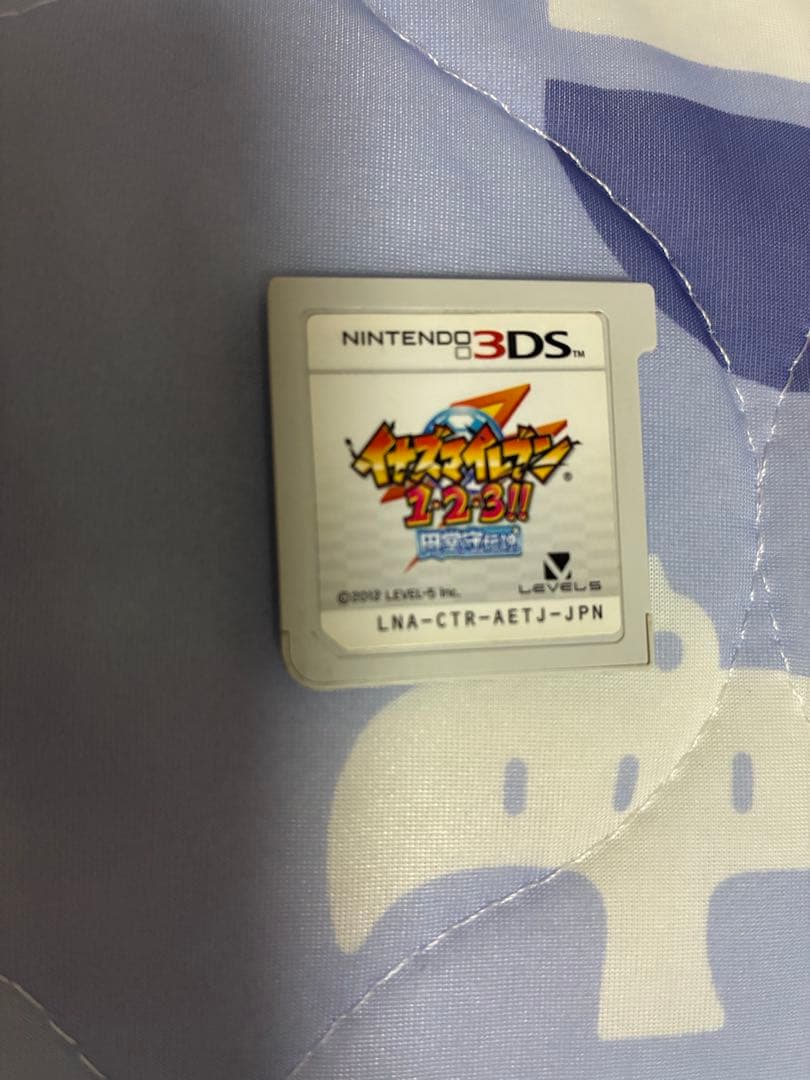 NINTENDO 3DS™
イナズマイレブン®
1・2・3!!
円堂守伝説
©2012 LEVEL-5 Inc.
LEVEL5
LNA-CTR-AETJ-JPN